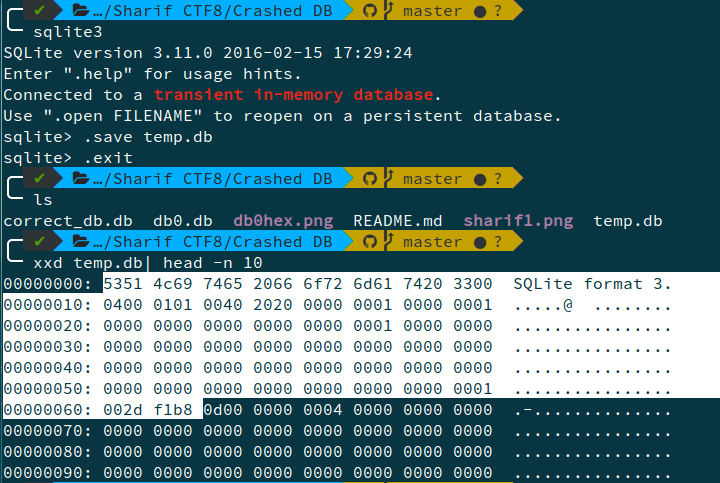 ✔ …/Sharif CTF8/Crashed DB master ● ?
sqlite3
SQLite version 3.11.0 2016-02-15 17:29:24
Enter ".help" for usage hints.
Connected to a transient in-memory database.
Use ".open FILENAME" to reopen on a persistent database.
sqlite> .save temp.db
sqlite> .exit
✔ …/Sharif CTF8/Crashed DB master ● ?
ls
correct_db.db db0.db db0hex.png README.md sharif1.png temp.db
✔ …/Sharif CTF8/Crashed DB master ● ?
xxd temp.db| head -n 10
00000000: 5351 4c69 7465 2066 6f72 6d61 7420 3300 SQLite format 3.
00000010: 0400 0101 0040 2020 0000 0001 0000 0001 .....@  ........
00000020: 0000 0000 0000 0000 0000 0001 0000 0000 ................
00000030: 0000 0000 0000 0000 0000 0000 0000 0000 ................
00000040: 0000 0000 0000 0000 0000 0000 0000 0000 ................
00000050: 0000 0000 0000 0000 0000 0000 0000 0001 ................
00000060: 002d f1b8 0d00 0000 0004 0000 0000 0000 .-..............
00000070: 0000 0000 0000 0000 0000 0000 0000 0000 ................
00000080: 0000 0000 0000 0000 0000 0000 0000 0000 ................
00000090: 0000 0000 0000 0000 0000 0000 0000 0000 ................